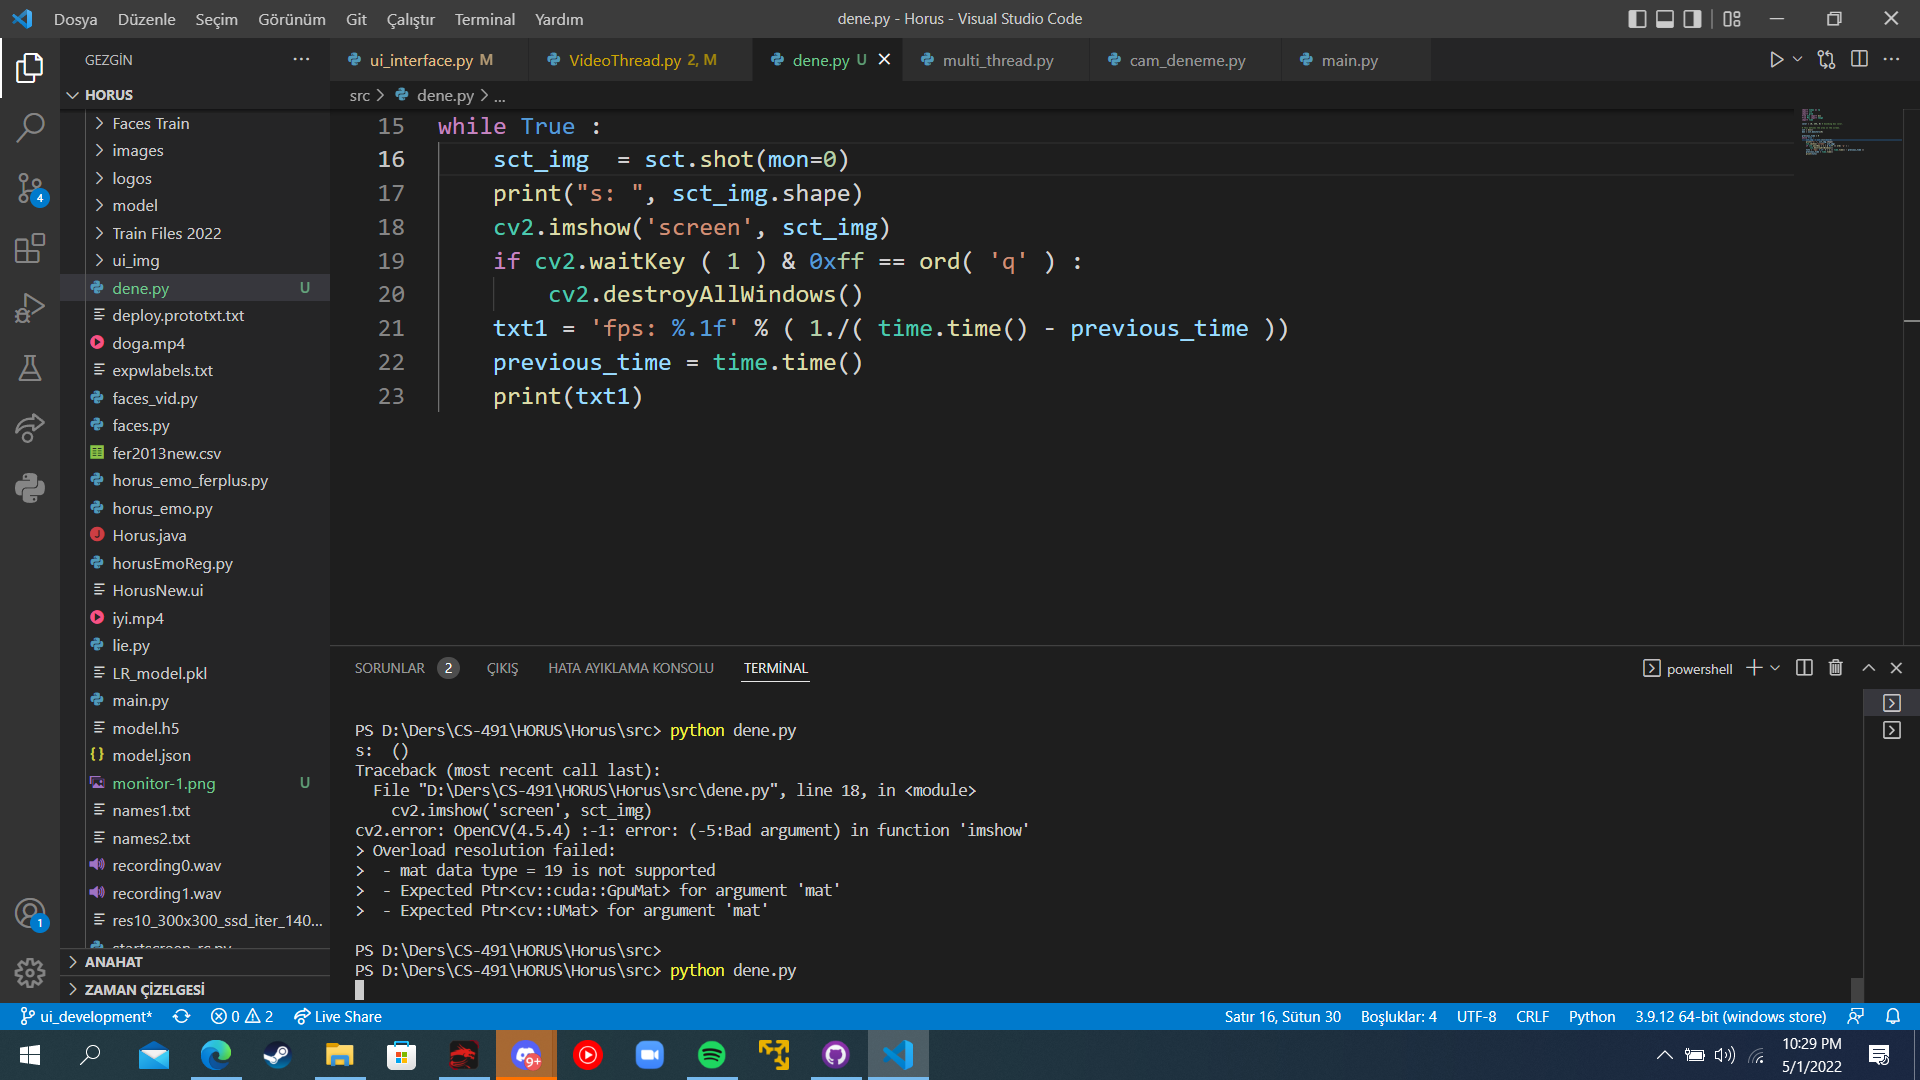 Dosya Düzenle Seçim Görünüm Git Çalıştır Terminal Yardım
dene.py - Horus - Visual Studio Code
GEZGİN
ui_interface.py M
VideoThread.py 2, M
dene.py U
multi_thread.py
cam_deneme.py
main.py
HORUS
src > dene.py > ...
Faces Train
images
logos
model
Train Files 2022
ui_img
dene.py U
deploy.prototxt.txt
doga.mp4
expwlabels.txt
faces_vid.py
faces.py
fer2013new.csv
horus_emo_ferplus.py
horus_emo.py
Horus.java
horusEmoReg.py
HorusNew.ui
iyi.mp4
lie.py
LR_model.pkl
main.py
model.h5
model.json
monitor-1.png U
names1.txt
names2.txt
recording0.wav
recording1.wav
res10_300x300_ssd_iter_140...
ANAHAT
ZAMAN ÇİZELGESİ
4
1
15 while True :
16 sct_img  = sct.shot(mon=0)
17 print("s: ", sct_img.shape)
18 cv2.imshow('screen', sct_img)
19 if cv2.waitKey ( 1 ) & 0xff == ord( 'q' ) :
20 cv2.destroyAllWindows()
21 txt1 = 'fps: %.1f' % ( 1./( time.time() - previous_time ))
22 previous_time = time.time()
23 print(txt1)
SORUNLAR 2 ÇIKIŞ HATA AYIKLAMA KONSOLU TERMİNAL
powershell
PS D:\Ders\CS-491\HORUS\Horus\src> python dene.py
s:  ()
Traceback (most recent call last):
  File "D:\Ders\CS-491\HORUS\Horus\src\dene.py", line 18, in <module>
    cv2.imshow('screen', sct_img)
cv2.error: OpenCV(4.5.4) :-1: error: (-5:Bad argument) in function 'imshow'
> Overload resolution failed:
>  - mat data type = 19 is not supported
>  - Expected Ptr<cv::cuda::GpuMat> for argument 'mat'
>  - Expected Ptr<cv::UMat> for argument 'mat'
PS D:\Ders\CS-491\HORUS\Horus\src>
PS D:\Ders\CS-491\HORUS\Horus\src> python dene.py
ui_development* 0 2 Live Share
Satır 16, Sütun 30 Boşluklar: 4 UTF-8 CRLF Python 3.9.12 64-bit (windows store)
9+
10:29 PM
5/1/2022